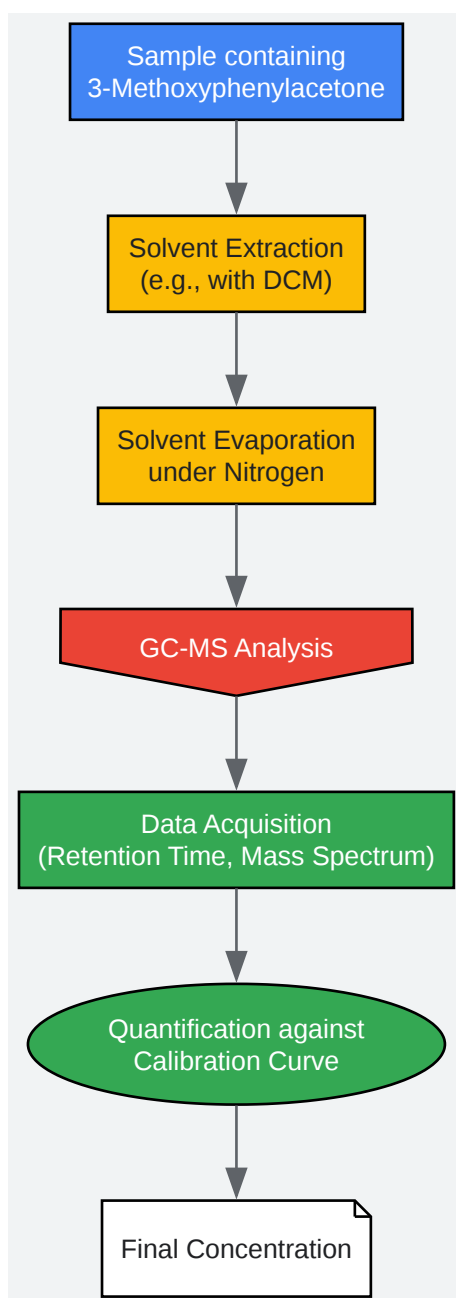 Sample containing
3-Methoxyphenylacetone
Solvent Extraction
(e.g., with DCM)
Solvent Evaporation
under Nitrogen
GC-MS Analysis
Data Acquisition
(Retention Time, Mass Spectrum)
Quantification against
Calibration Curve
Final Concentration